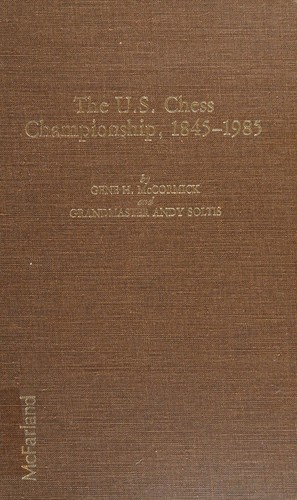 The U.S. Chess
Championship, 1845–1985
by
GENE H. McCORMICK
and
GRANDMASTER ANDY SOLTIS
McFarland